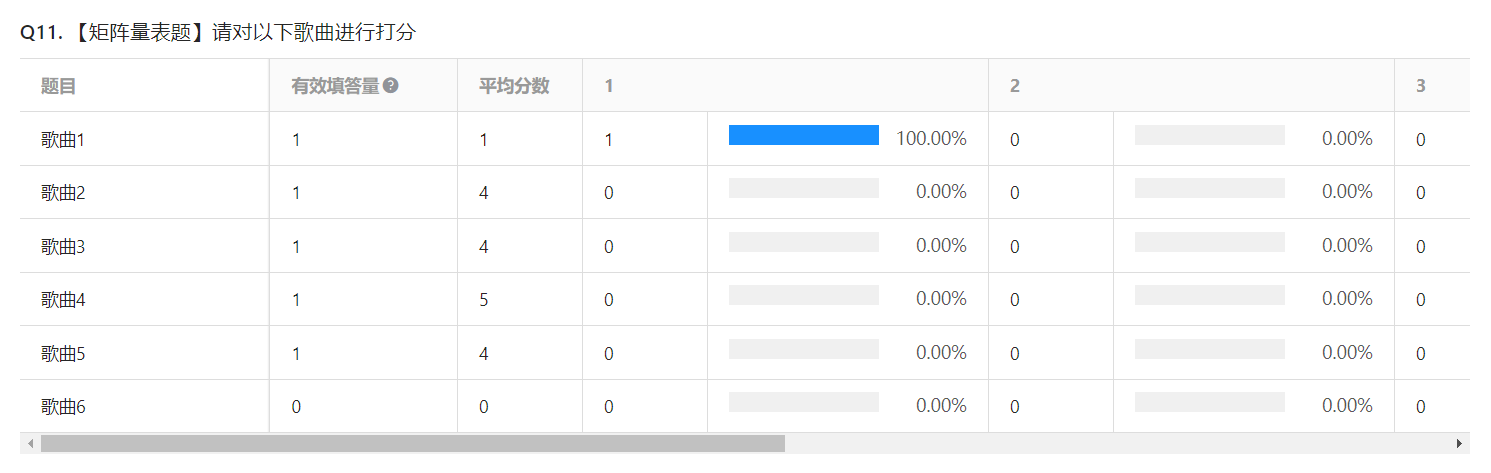 Q11. 【矩阵量表题】请对以下歌曲进行打分
题目 有效填答量 ? 平均分数 1 2 3
歌曲1 1 1 1 100.00% 0 0.00% 0
歌曲2 1 4 0 0.00% 0 0.00% 0
歌曲3 1 4 0 0.00% 0 0.00% 0
歌曲4 1 5 0 0.00% 0 0.00% 0
歌曲5 1 4 0 0.00% 0 0.00% 0
歌曲6 0 0 0 0.00% 0 0.00% 0